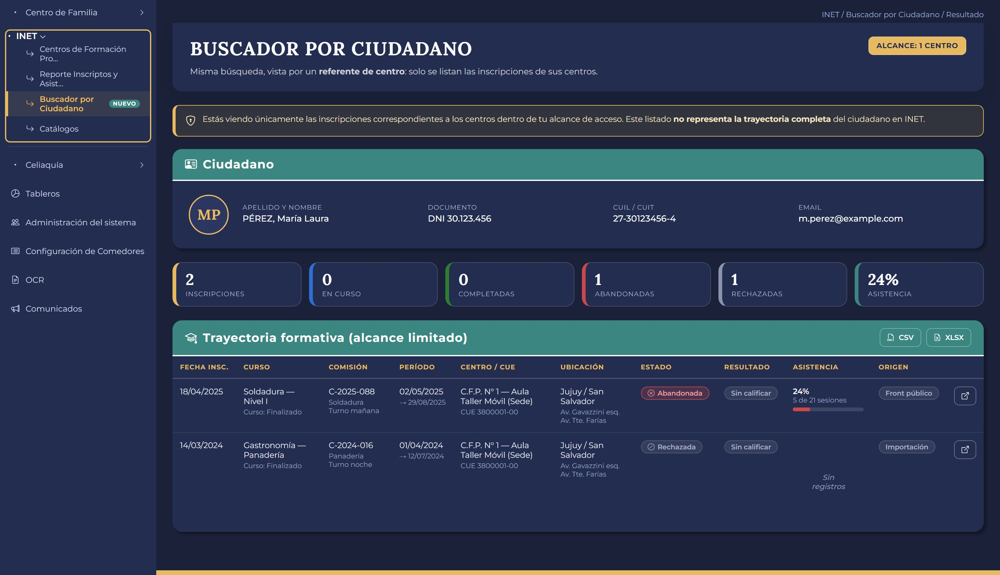 Centro de Familia
INET
Centros de Formación
Pro...
Reporte Inscriptos y
Asist...
Buscador por
Ciudadano
NUEVO
Catálogos
Celiaquía
Tableros
Administración del sistema
Configuración de Comedores
OCR
Comunicados
INET / Buscador por Ciudadano / Resultado
BUSCADOR POR CIUDADANO
ALCANCE: 1 CENTRO
Misma búsqueda, vista por un referente de centro: solo se listan las inscripciones de sus centros.
Estás viendo únicamente las inscripciones correspondientes a los centros dentro de tu alcance de acceso. Este listado no representa la trayectoria completa del ciudadano en INET.
Ciudadano
MP
APELLIDO Y NOMBRE
PÉREZ, María Laura
DOCUMENTO
DNI 30.123.456
CUIL / CUIT
27-30123456-4
EMAIL
m.perez@example.com
2
INSCRIPCIONES
0
EN CURSO
0
COMPLETADAS
1
ABANDONADAS
1
RECHAZADAS
24%
ASISTENCIA
Trayectoria formativa (alcance limitado)
CSV
XLSX
FECHA INSC. CURSO COMISIÓN PERÍODO CENTRO / CUE UBICACIÓN ESTADO RESULTADO ASISTENCIA ORIGEN
18/04/2025
Soldadura —
Nivel I
Curso: Finalizado
C-2025-088
Soldadura
Turno mañana
02/05/2025
→ 29/08/2025
C.F.P. N° 1 — Aula
Taller Móvil (Sede)
CUE 3800001-00
Jujuy / San
Salvador
Av. Gavazzini esq.
Av. Tte. Farías
Abandonada
Sin calificar
24%
5 de 21 sesiones
Front público
14/03/2024
Gastronomía —
Panadería
Curso: Finalizado
C-2024-016
Panadería
Turno noche
01/04/2024
→ 12/07/2024
C.F.P. N° 1 — Aula
Taller Móvil (Sede)
CUE 3800001-00
Jujuy / San
Salvador
Av. Gavazzini esq.
Av. Tte. Farías
Rechazada
Sin calificar
Sin
registros
Importación